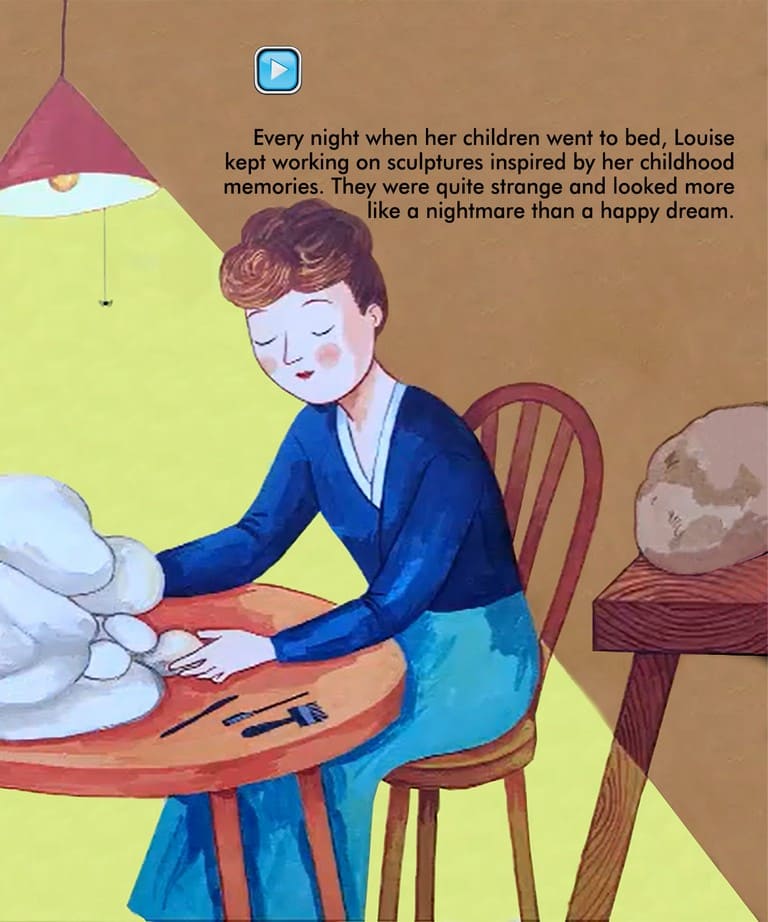 Every night when her children went to bed, Louise
kept working on sculptures inspired by her childhood
memories. They were quite strange and looked more
like a nightmare than a happy dream.